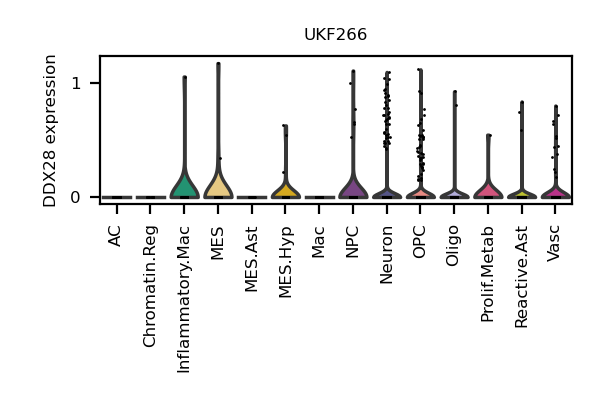 UKF266
DDX28 expression
1
0
AC
Chromatin.Reg
Inflammatory.Mac
MES
MES.Ast
MES.Hyp
Mac
NPC
Neuron
OPC
Oligo
Prolif.Metab
Reactive.Ast
Vasc